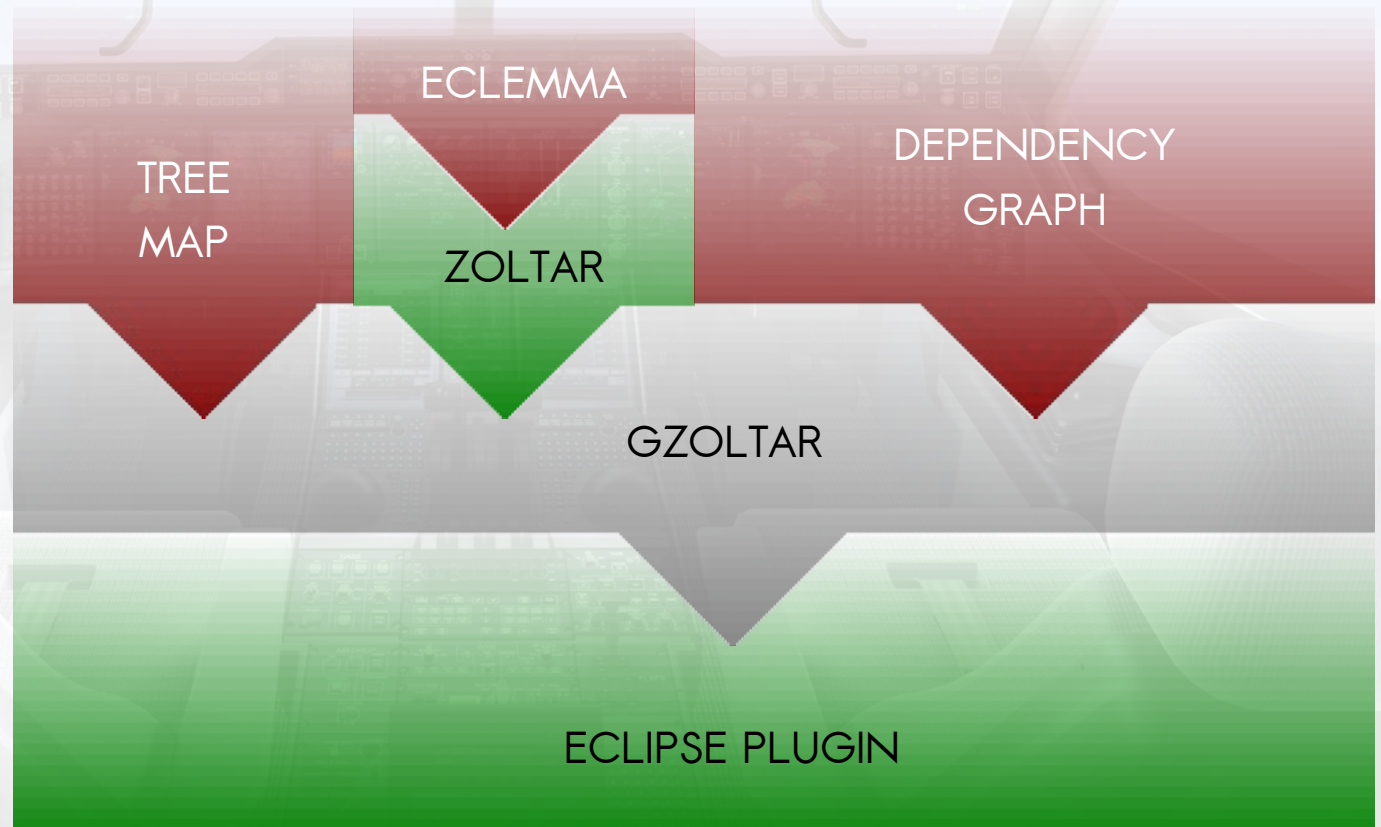 ECLEMMA
TREE
MAP
DEPENDENCY
GRAPH
ZOLTAR
GZOLTAR
ECLIPSE PLUGIN